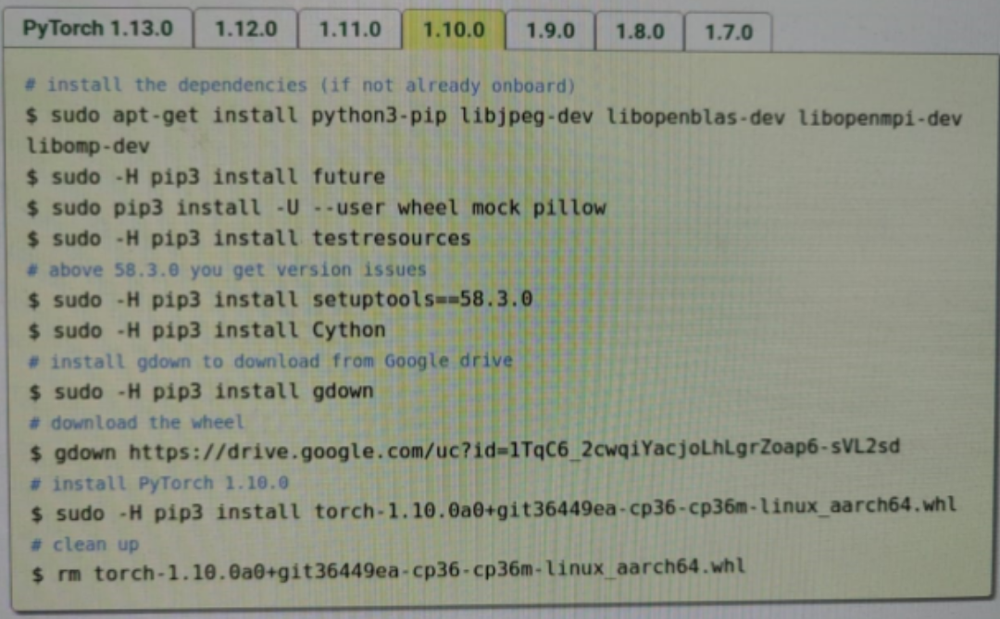 PyTorch 1.13.0 1.12.0 1.11.0 1.10.0 1.9.0 1.8.0 1.7.0
# install the dependencies (if not already onboard)
$ sudo apt-get install python3-pip libjpeg-dev libopenblas-dev libopenmpi-dev
libomp-dev
$ sudo -H pip3 install future
$ sudo pip3 install -U --user wheel mock pillow
$ sudo -H pip3 install testresources
# above 58.3.0 you get version issues
$ sudo -H pip3 install setuptools==58.3.0
$ sudo -H pip3 install Cython
# install gdown to download from Google drive
$ sudo -H pip3 install gdown
# download the wheel
$ gdown https://drive.google.com/uc?id=1TqC6_2cwqiYacjoLhLgrZoap6-sVL2sd
# install PyTorch 1.10.0
$ sudo -H pip3 install torch-1.10.0a0+git36449ea-cp36-cp36m-linux_aarch64.whl
# clean up
$ rm torch-1.10.0a0+git36449ea-cp36-cp36m-linux_aarch64.whl